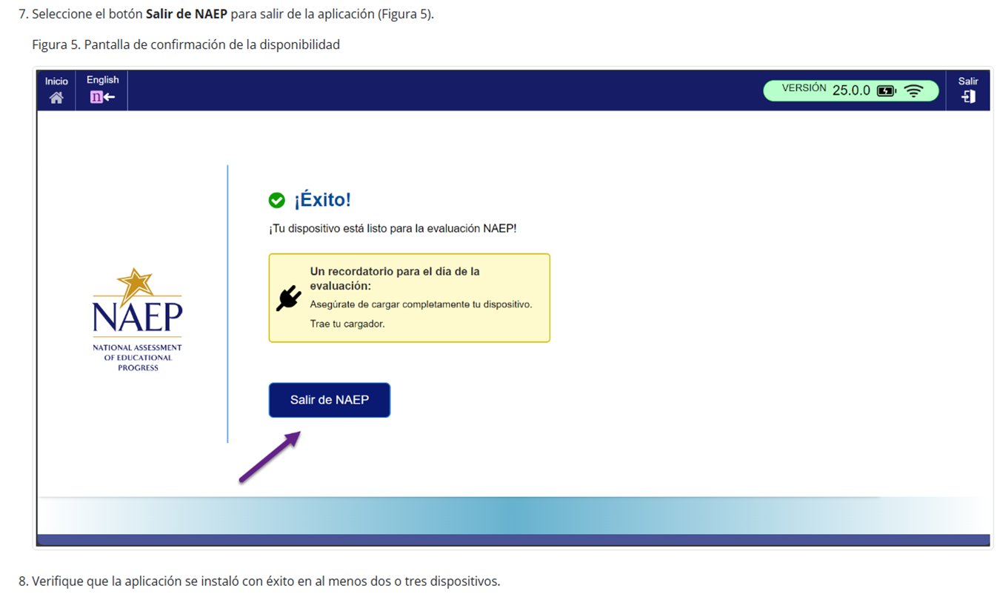 7. Seleccione el botón Salir de NAEP para salir de la aplicación (Figura 5).
Figura 5. Pantalla de confirmación de la disponibilidad
Inicio
English
n
VERSIÓN 25.0.0
Salir
¡Éxito!
¡Tu dispositivo está listo para la evaluación NAEP!
Un recordatorio para el día de la
evaluación:
Asegúrate de cargar completamente tu dispositivo.
Trae tu cargador.
NAEP
NATIONAL ASSESSMENT
OF EDUCATIONAL
PROGRESS
Salir de NAEP
8. Verifique que la aplicación se instaló con éxito en al menos dos o tres dispositivos.